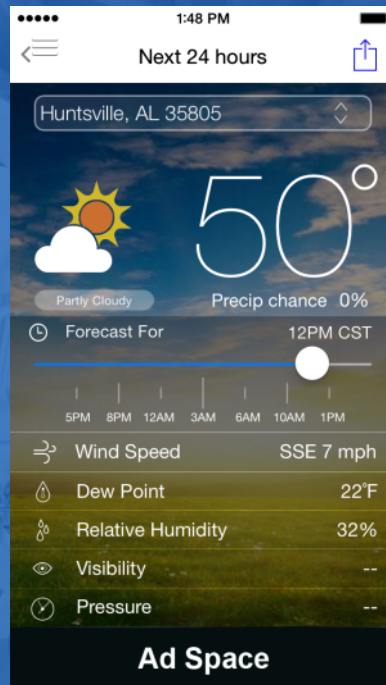 1:48 PM
Next 24 hours
Huntsville, AL 35805
50°
Partly Cloudy
Precip chance 0%
Forecast For 12PM CST
5PM 8PM 12AM 3AM 6AM 10AM 1PM
Wind Speed SSE 7 mph
Dew Point 22°F
Relative Humidity 32%
Visibility --
Pressure --
Ad Space